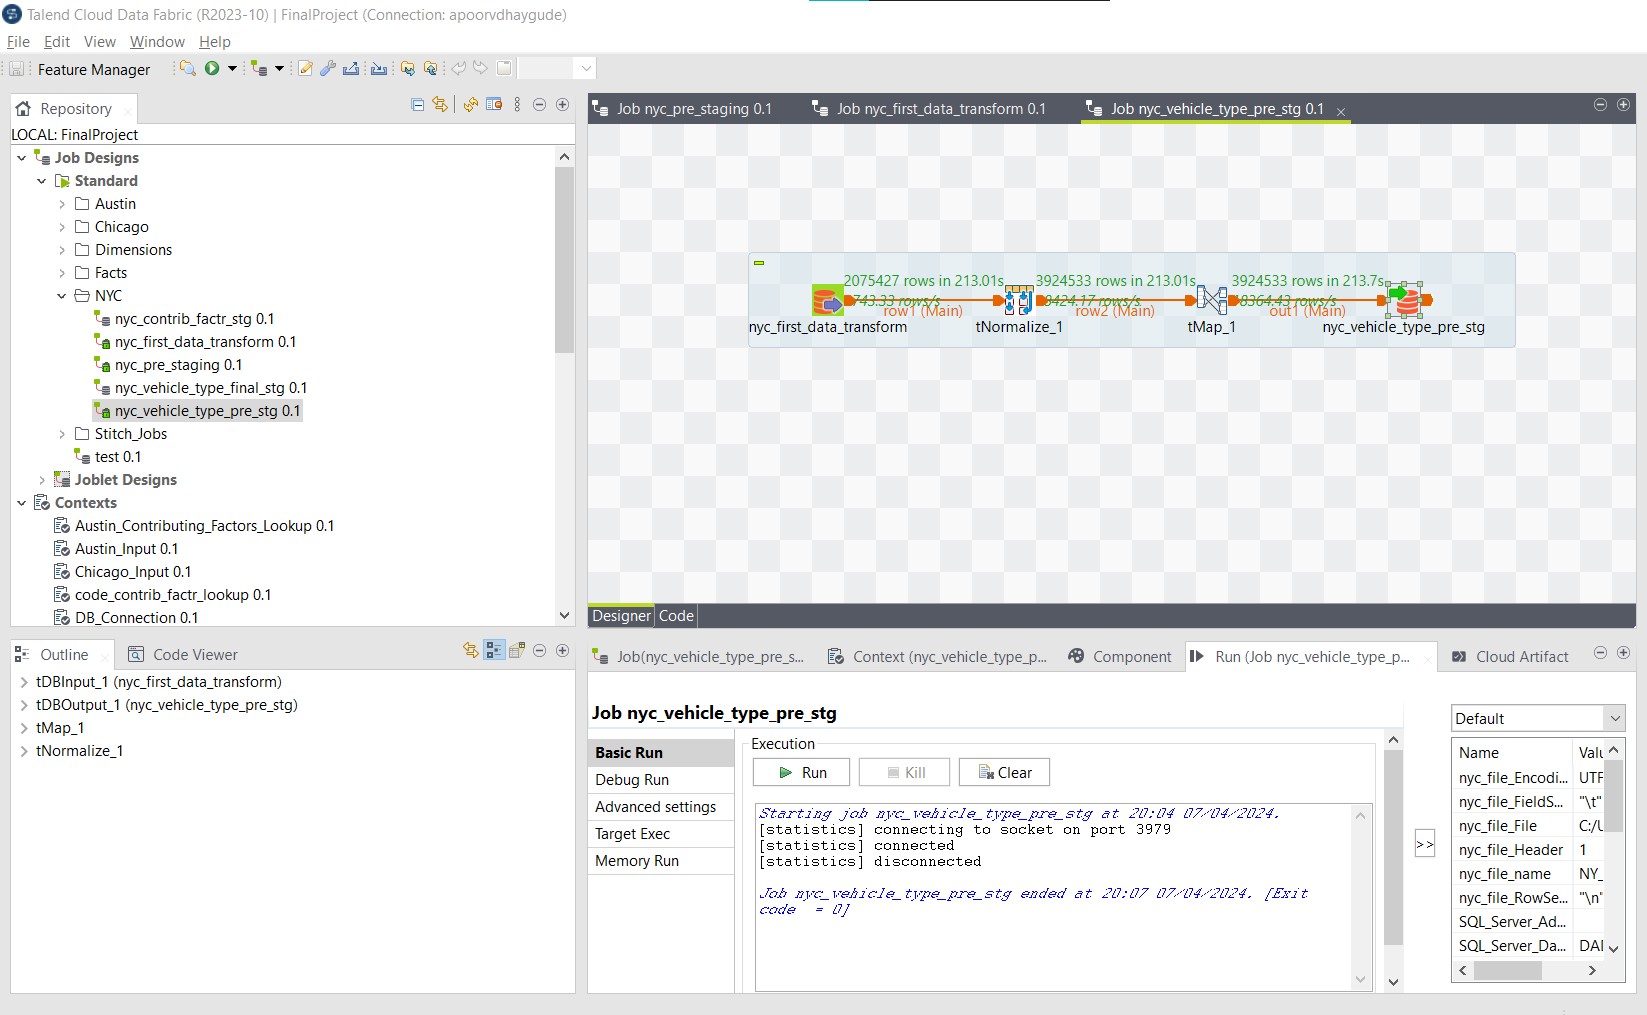 Talend Cloud Data Fabric (R2023-10) | FinalProject (Connection: apoorvdhaygude)
File Edit View Window Help
Feature Manager
Repository
LOCAL: FinalProject
Job Designs
Standard
Austin
Chicago
Dimensions
Facts
NYC
nyc_contrib_factr_stg 0.1
nyc_first_data_transform 0.1
nyc_pre_staging 0.1
nyc_vehicle_type_final_stg 0.1
nyc_vehicle_type_pre_stg 0.1
Stitch_Jobs
test 0.1
Joblet Designs
Contexts
Austin_Contributing_Factors_Lookup 0.1
Austin_Input 0.1
Chicago_Input 0.1
code_contrib_factr_lookup 0.1
DB_Connection 0.1
Job nyc_pre_staging 0.1 Job nyc_first_data_transform 0.1 Job nyc_vehicle_type_pre_stg 0.1
2075427 rows in 213.01s 3924533 rows in 213.01s 3924533 rows in 213.7s
743.33 rows/s 8424.17 rows/s 8364.43 rows/s
row1 (Main) row2 (Main) out1 (Main)
nyc_first_data_transform tNormalize_1 tMap_1 nyc_vehicle_type_pre_stg
Designer Code
Outline Code Viewer
tDBInput_1 (nyc_first_data_transform)
tDBOutput_1 (nyc_vehicle_type_pre_stg)
tMap_1
tNormalize_1
Job(nyc_vehicle_type_pre_s... Context (nyc_vehicle_type_p... Component Run (Job nyc_vehicle_type_p... Cloud Artifact
Job nyc_vehicle_type_pre_stg
Basic Run
Debug Run
Advanced settings
Target Exec
Memory Run
Execution
Run Kill Clear
Starting job nyc_vehicle_type_pre_stg at 20:04 07/04/2024.
[statistics] connecting to socket on port 3979
[statistics] connected
[statistics] disconnected
Job nyc_vehicle_type_pre_stg ended at 20:07 07/04/2024. [Exit
code = 0]
>>
Default
Name Valu
nyc_file_Encodi... UTF
nyc_file_FieldS... "\t"
nyc_file_File C:/U
nyc_file_Header 1
nyc_file_name NY_
nyc_file_RowSe... "\n"
SQL_Server_Ad...
SQL_Server_Da... DAI